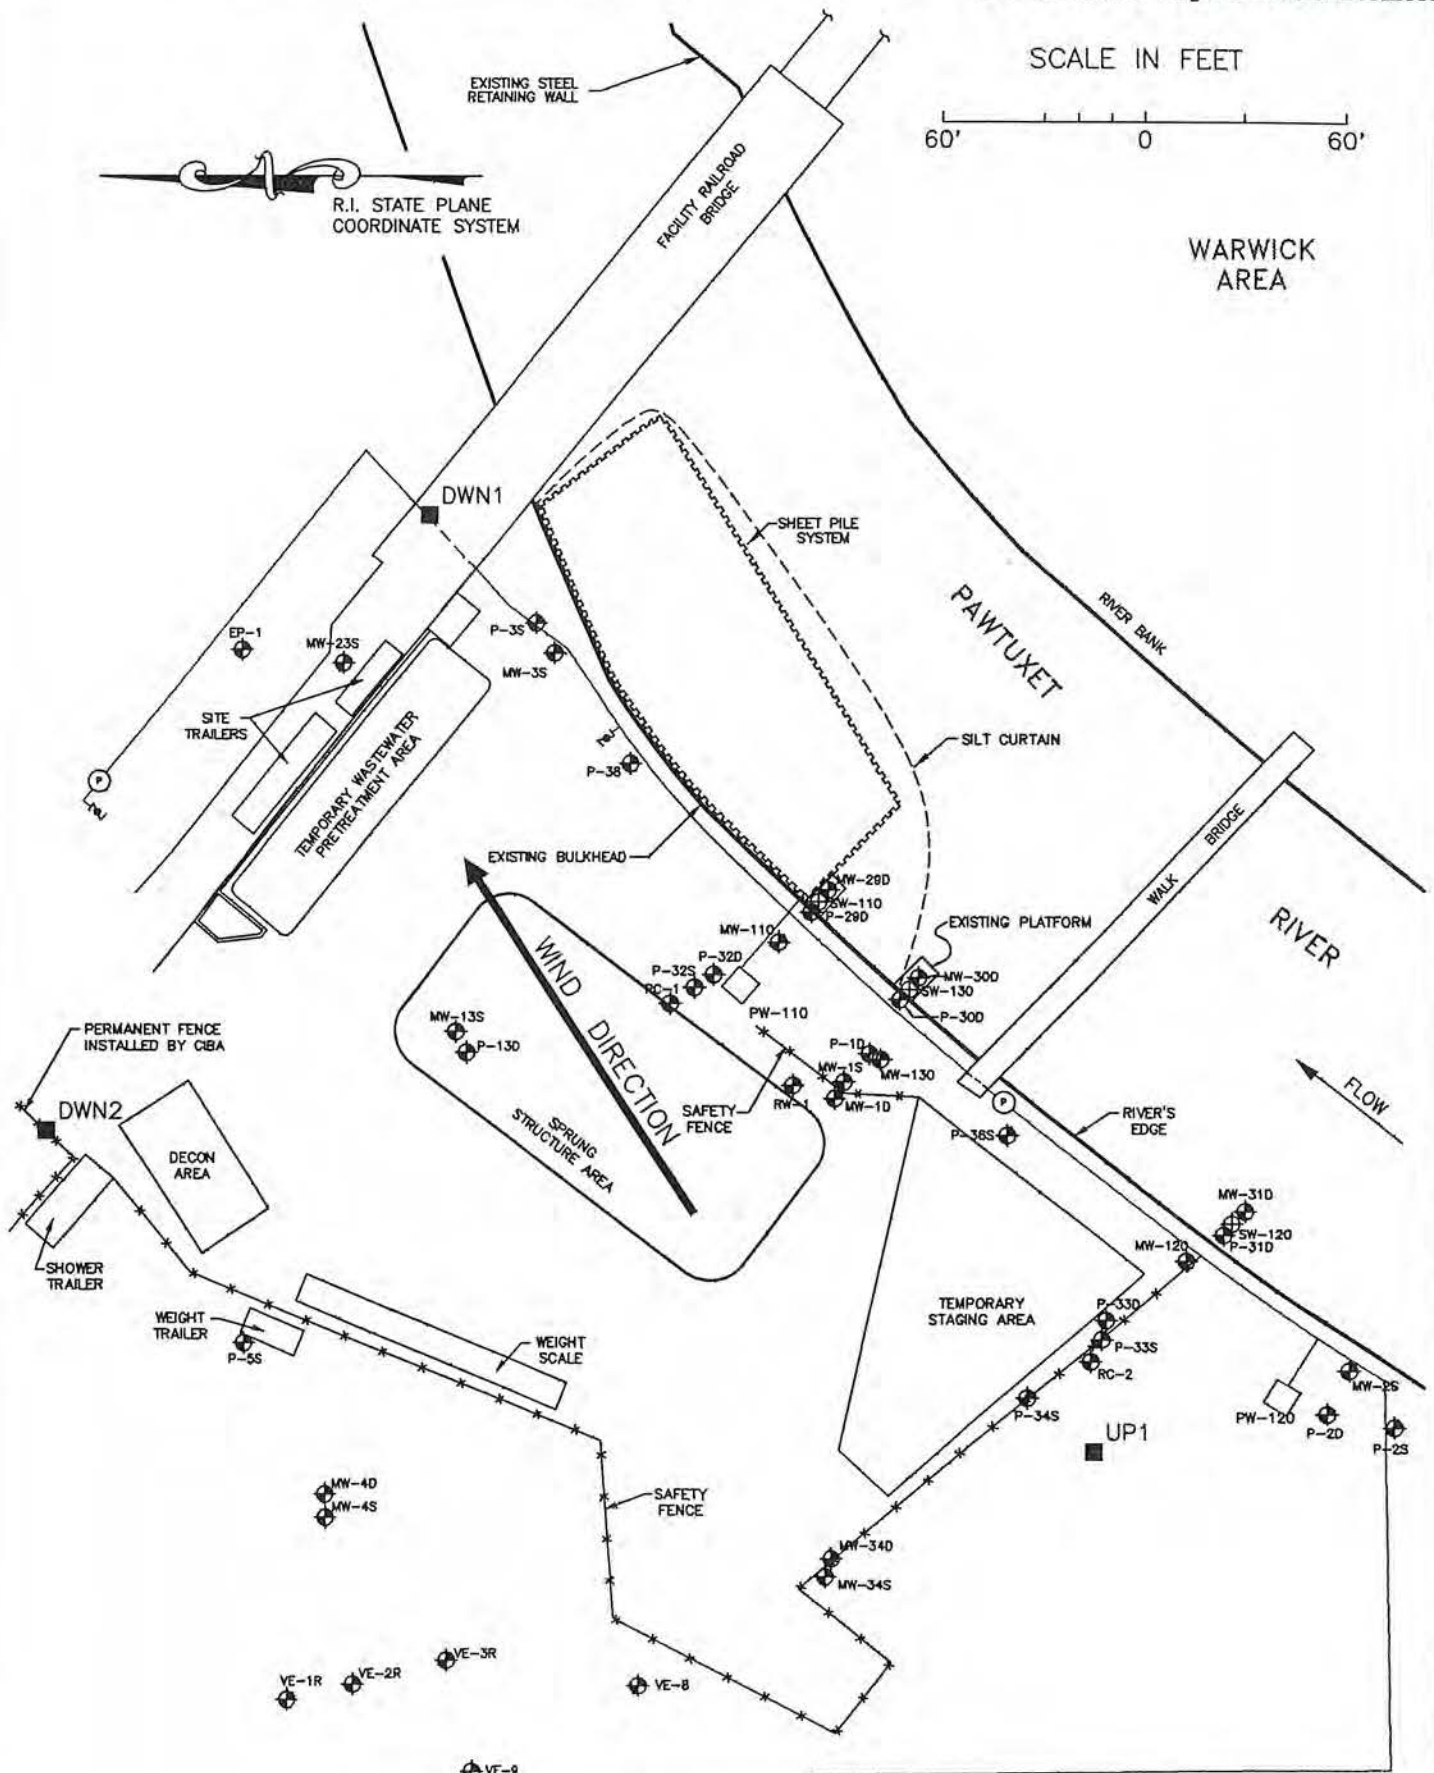 SCALE IN FEET
60'
0
60'
EXISTING STEEL
RETAINING WALL
N
R.I. STATE PLANE
COORDINATE SYSTEM
FACILITY RAILROAD
BRIDGE
WARWICK
AREA
DWN1
SHEET PILE
SYSTEM
PAWTUXET
RIVER BANK
EP-1
MW-23S
P-3S
MW-3S
SITE
TRAILERS
TEMPORARY WASTEWATER
PRETREATMENT AREA
P-38
SILT CURTAIN
P
EXISTING BULKHEAD
WALK
BRIDGE
RIVER
MW-29D
SW-110
P-29D
EXISTING PLATFORM
MW-110
MW-30D
SW-130
P-30D
P-32D
P-32S
RC-1
PW-110
WIND
DIRECTION
MW-13S
P-13D
PERMANENT FENCE
INSTALLED BY CIBA
DWN2
P-1D
MW-130
MW-1S
RW-1
MW-1D
SAFETY
FENCE
SPRUNG
STRUCTURE AREA
P
P-36S
RIVER'S
EDGE
FLOW
DECON
AREA
SHOWER
TRAILER
MW-31D
SW-120
P-31D
MW-120
WEIGHT
TRAILER
P-5S
WEIGHT
SCALE
TEMPORARY
STAGING AREA
P-33D
P-33S
RC-2
P-34S
UP1
MW-2S
PW-120
P-2D
P-2S
MW-4D
MW-4S
SAFETY
FENCE
MW-34D
MW-34S
VE-3R
VE-2R
VE-1R
VE-8
VE-9